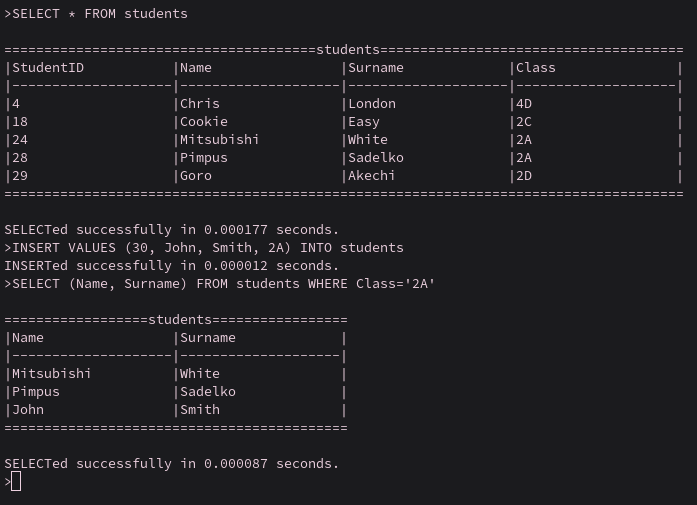 >SELECT * FROM students
=======================================students======================================
|StudentID           |Name                |Surname             |Class               |
|--------------------|--------------------|--------------------|--------------------|
|4                   |Chris               |London              |4D                  |
|18                  |Cookie              |Easy                |2C                  |
|24                  |Mitsubishi          |White               |2A                  |
|28                  |Pimpus              |Sadelko             |2A                  |
|29                  |Goro                |Akechi              |2D                  |
=====================================================================================
SELECTed successfully in 0.000177 seconds.
>INSERT VALUES (30, John, Smith, 2A) INTO students
INSERTed successfully in 0.000012 seconds.
>SELECT (Name, Surname) FROM students WHERE Class='2A'
==================students=================
|Name                |Surname             |
|--------------------|--------------------|
|Mitsubishi          |White               |
|Pimpus              |Sadelko             |
|John                |Smith               |
===========================================
SELECTed successfully in 0.000087 seconds.
>